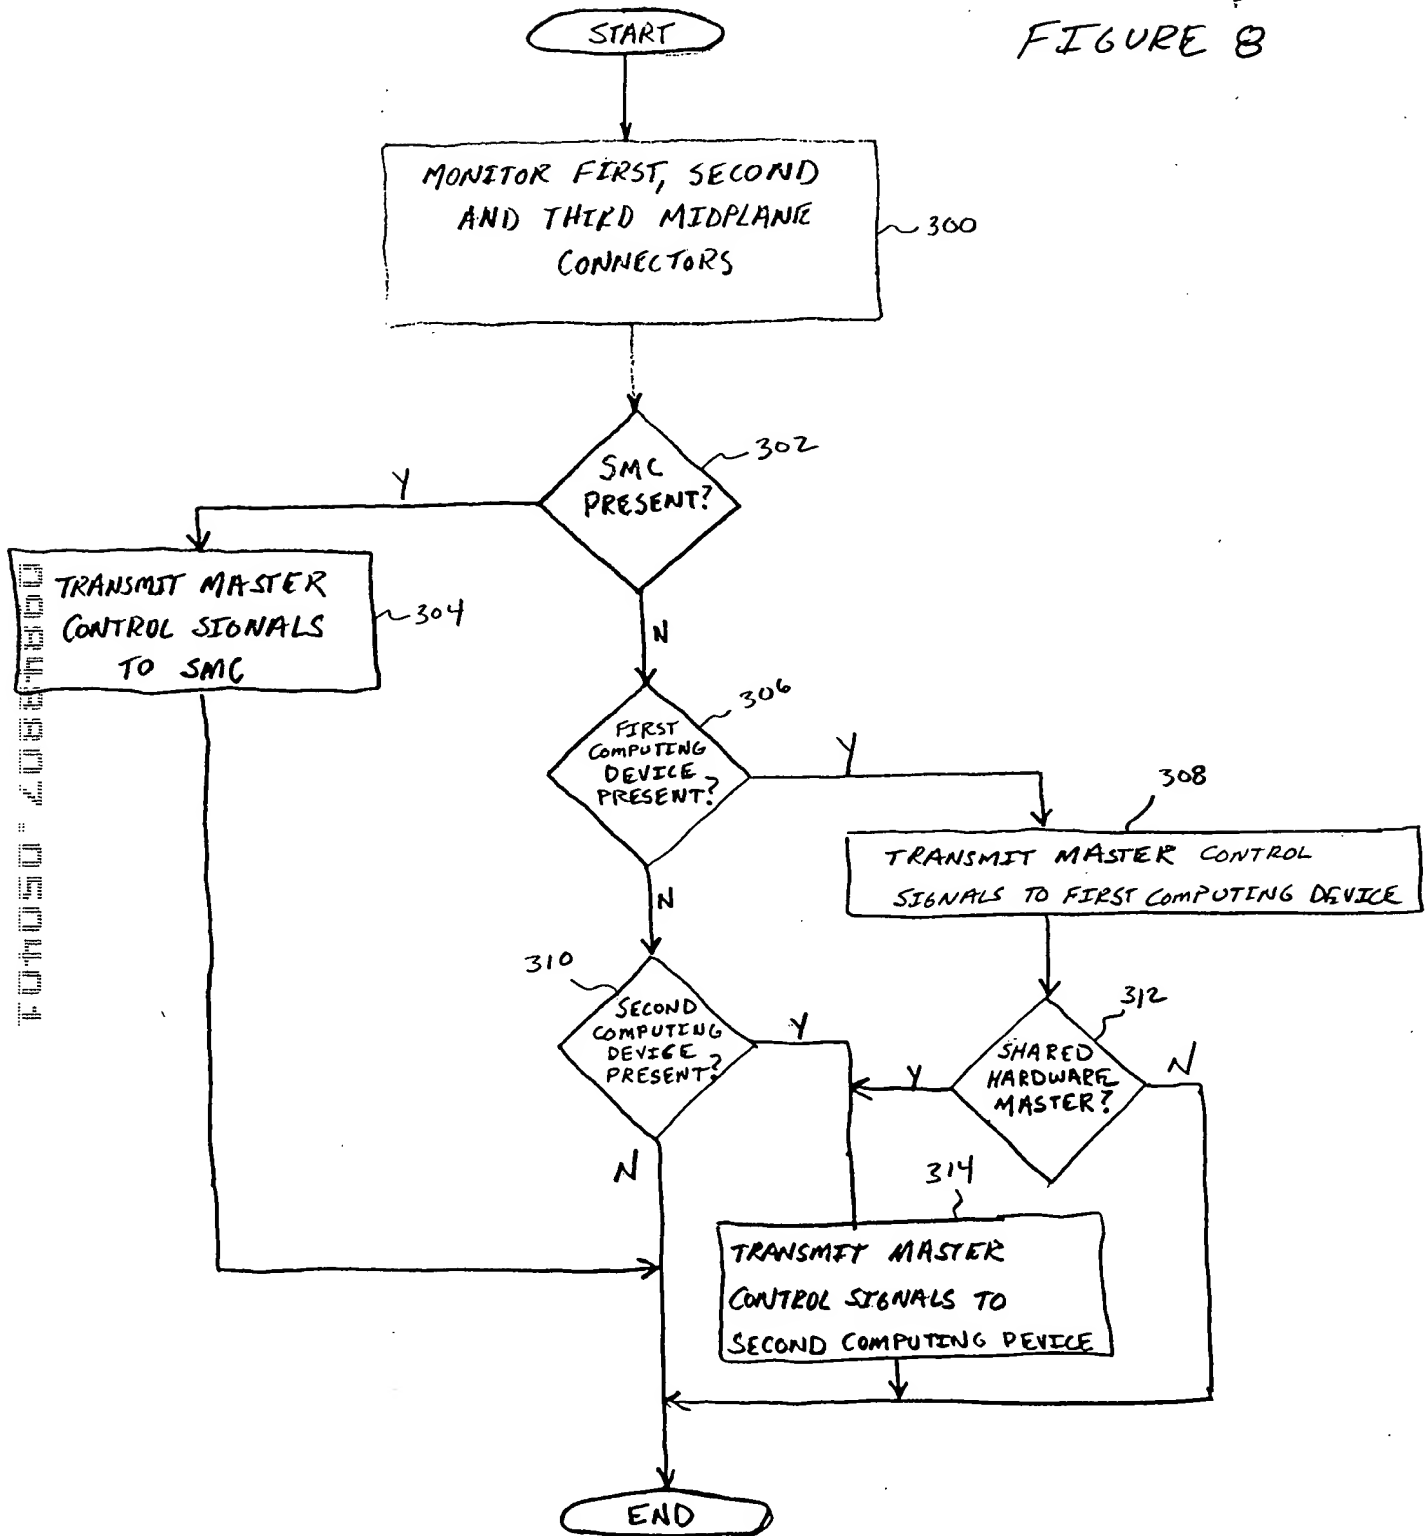 START
FIGURE 8
MONITOR FIRST, SECOND
AND THIRD MIDPLANE
CONNECTORS
300
SMC
PRESENT?
302
Y
TRANSMIT MASTER
CONTROL SIGNALS
TO SMC
304
N
FIRST
COMPUTING
DEVICE
PRESENT?
306
Y
308
TRANSMIT MASTER CONTROL
SIGNALS TO FIRST COMPUTING DEVICE
N
310
SECOND
COMPUTING
DEVICE
PRESENT?
Y
312
SHARED
HARDWARE
MASTER?
Y
N
N
314
TRANSMIT MASTER
CONTROL SIGNALS TO
SECOND COMPUTING DEVICE
END